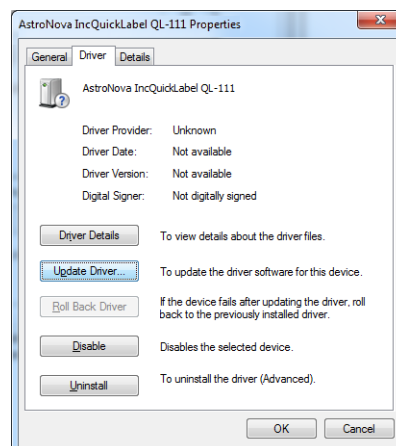 AstroNova IncQuickLabel QL-111 Properties
General Driver Details
AstroNova IncQuickLabel QL-111
Driver Provider: Unknown
Driver Date: Not available
Driver Version: Not available
Digital Signer: Not digitally signed
Driver Details To view details about the driver files.
Update Driver... To update the driver software for this device.
Roll Back Driver If the device fails after updating the driver, roll
back to the previously installed driver.
Disable Disables the selected device.
Uninstall To uninstall the driver (Advanced).
OK Cancel